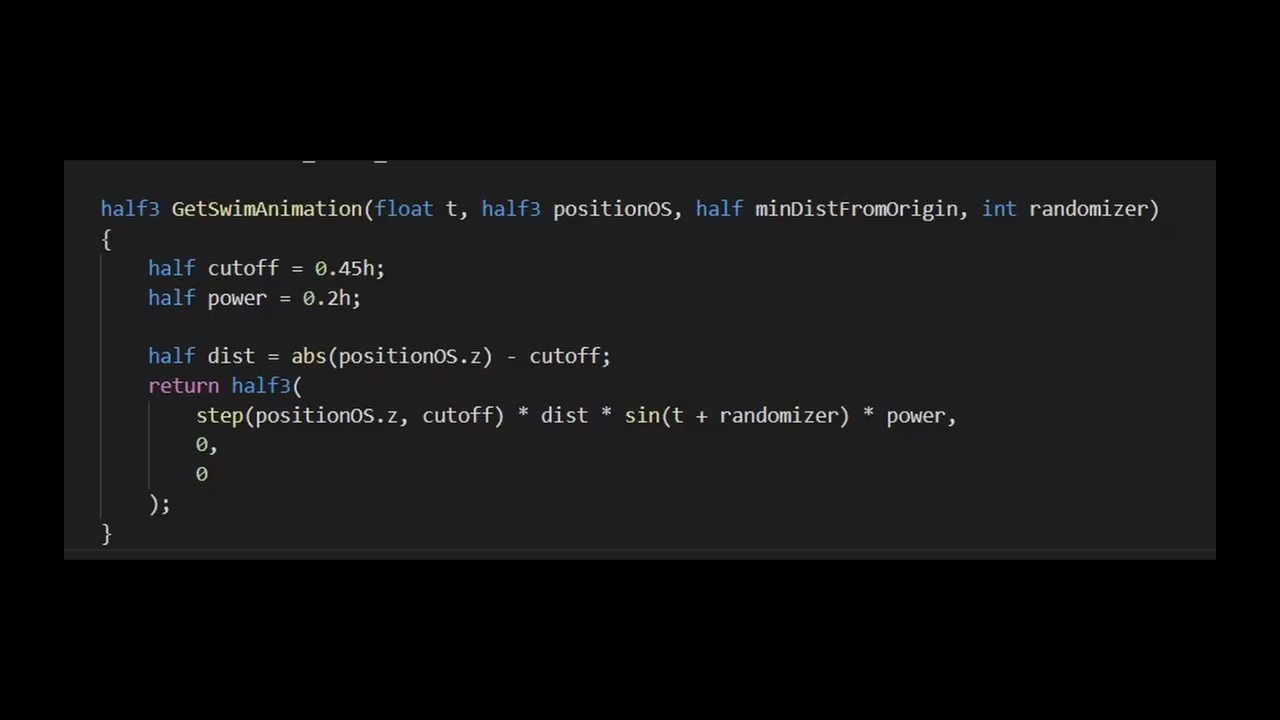 half3 GetSwimAnimation(float t, half3 positionOS, half minDistFromOrigin, int randomizer)
{
    half cutoff = 0.45h;
    half power = 0.2h;

    half dist = abs(positionOS.z) - cutoff;
    return half3(
        step(positionOS.z, cutoff) * dist * sin(t + randomizer) * power,
        0,
        0
    );
}